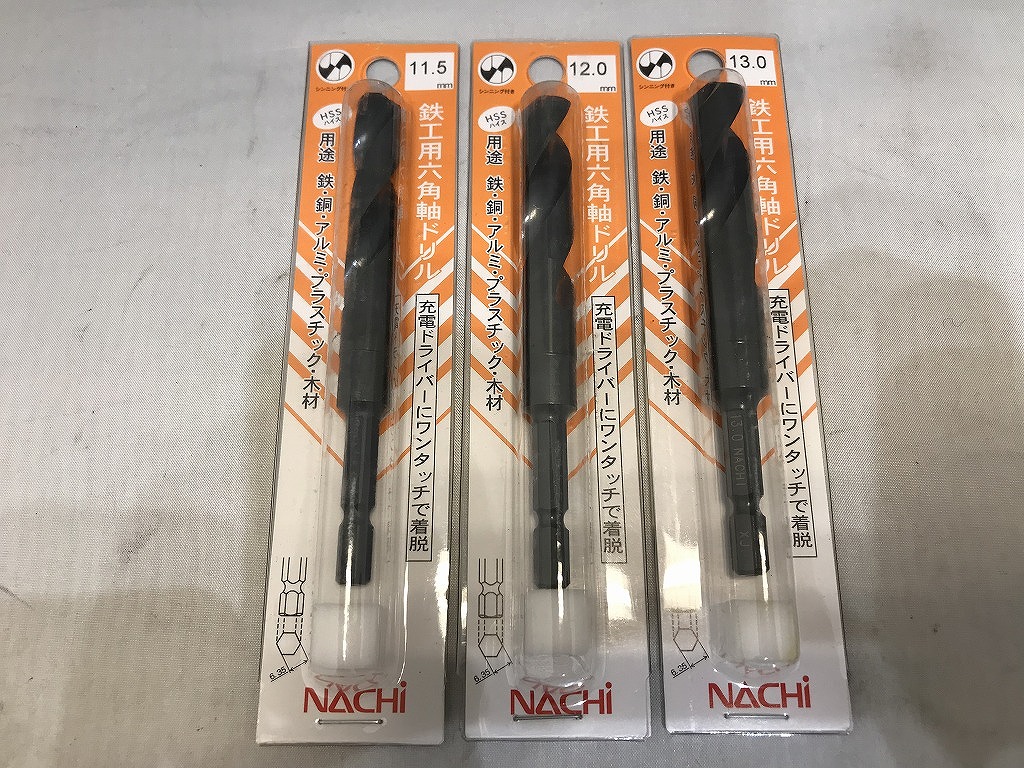 11.5
mm
シンニング付き
HSS
ハイス
鉄工用六角軸ドリル
用途 鉄・銅・アルミ・プラスチック・木材
充電ドライバーにワンタッチで着脱
6.35
NACHi
12.0
mm
シンニング付き
HSS
ハイス
鉄工用六角軸ドリル
用途 鉄・銅・アルミ・プラスチック・木材
充電ドライバーにワンタッチで着脱
6.35
NACHi
13.0
mm
シンニング付き
HSS
ハイス
鉄工用六角軸ドリル
用途 鉄・銅・アルミ・プラスチック・木材
充電ドライバーにワンタッチで着脱
13.0 NACHI
6.35
NACHi